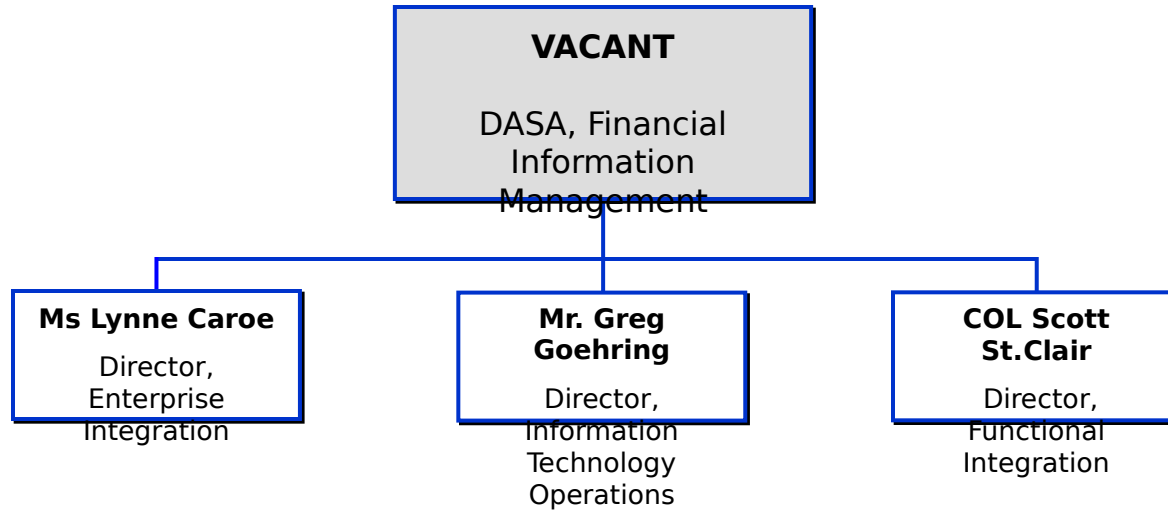 VACANT
DASA, Financial
Information
Management
Ms Lynne Caroe
Director,
Enterprise
Integration
Mr. Greg
Goehring
Director,
Information
Technology
Operations
COL Scott
St.Clair
Director,
Functional
Integration